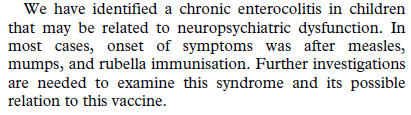 We have identified a chronic enterocolitis in children
that may be related to neuropsychiatric dysfunction. In
most cases, onset of symptoms was after measles,
mumps, and rubella immunisation. Further investigations
are needed to examine this syndrome and its possible
relation to this vaccine.